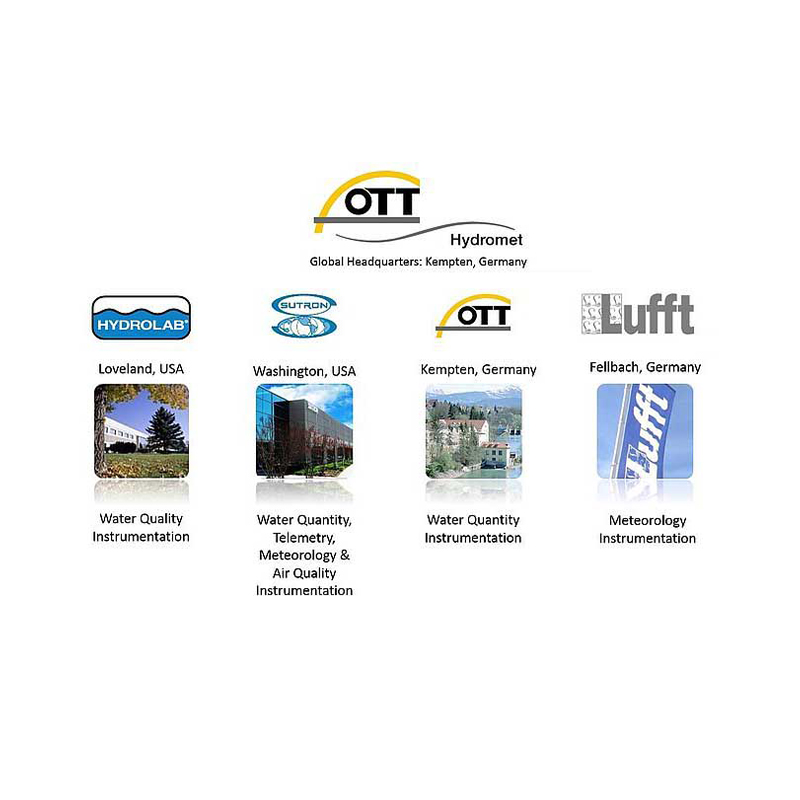 OTT
Hydromet
Global Headquarters: Kempten, Germany
HYDROLAB®
SUTRON
OTT
Lufft
Loveland, USA
Washington, USA
Kempten, Germany
Fellbach, Germany
Lufft
Water Quality
Instrumentation
Water Quantity,
Telemetry,
Meteorology &
Air Quality
Instrumentation
Water Quantity
Instrumentation
Meteorology
Instrumentation